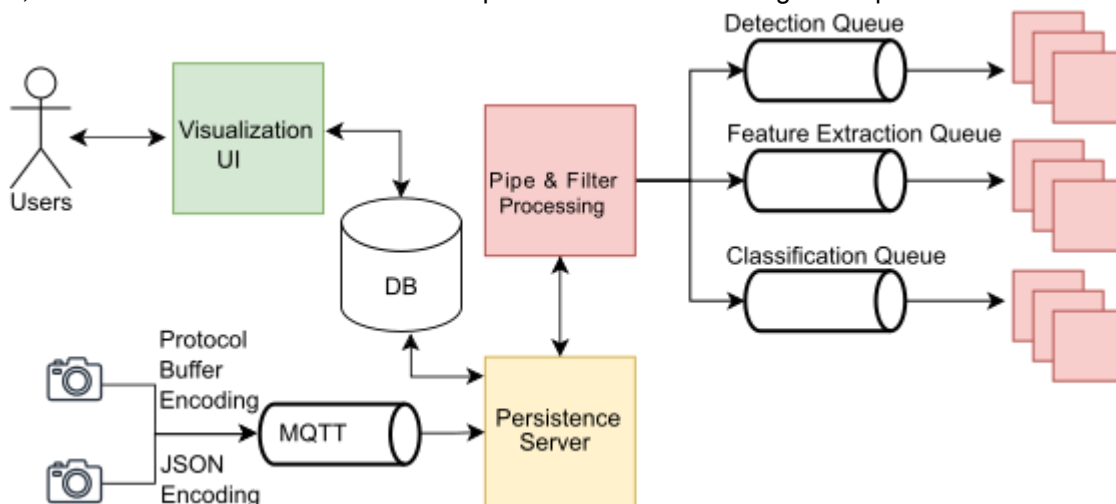 Detection Queue
Users
Visualization
UI
Pipe & Filter
Processing
Feature Extraction Queue
Classification Queue
DB
Protocol
Buffer
Encoding
MQTT
JSON
Encoding
Persistence
Server